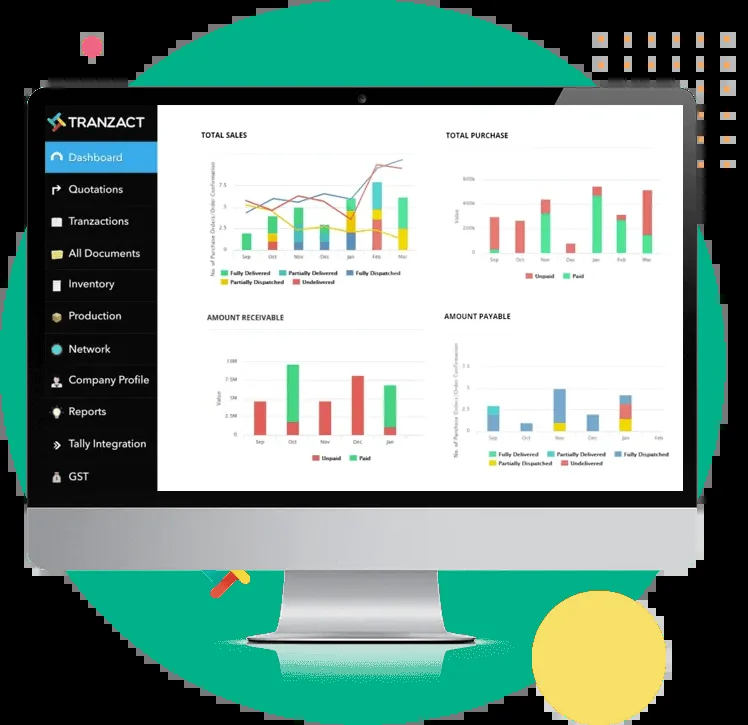 TRANZACT
Dashboard
Quotations
Tranzactions
All Documents
Inventory
Production
Network
Company Profile
Reports
Tally Integration
GST
TOTAL SALES
No. of Purchase Orders/Order Confirmation
7.5
5
2.5
0
Sep Oct Nov Dec Jan Feb Mar
Fully Delivered Partially Delivered Fully Dispatched
Partially Dispatched Undelivered
TOTAL PURCHASE
Value
600k
400k
200k
0
Sep Oct Nov Dec Jan Feb Mar
Unpaid Paid
AMOUNT RECEIVABLE
Value
10M
7.5M
5M
2.5M
0
Sep Oct Nov Dec Jan
Unpaid Paid
AMOUNT PAYABLE
No. of Purchase Orders/Order Confirmation
7.5
5
2.5
0
Sep Oct Nov Dec Jan Feb
Fully Delivered Partially Delivered Fully Dispatched
Partially Dispatched Undelivered